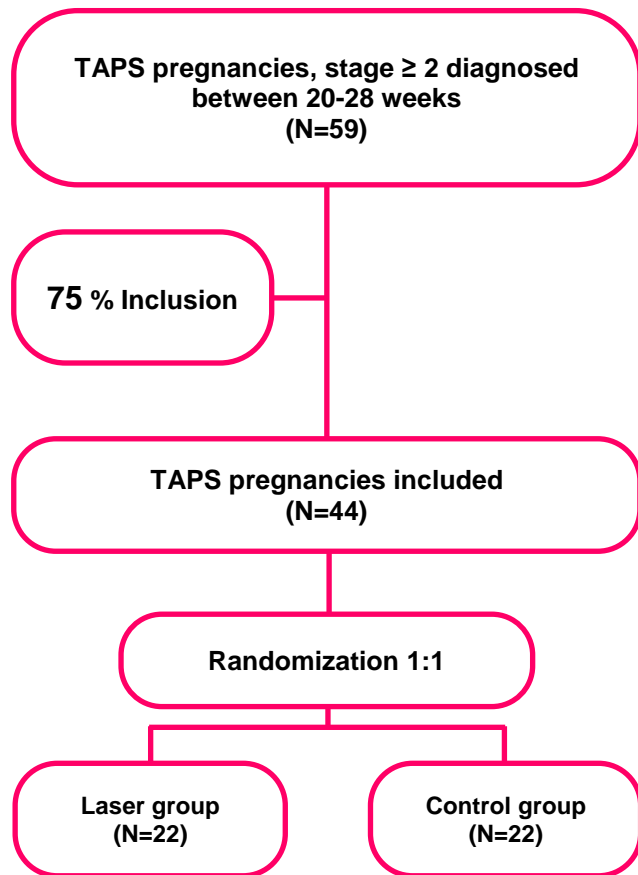 TAPS pregnancies, stage ≥ 2 diagnosed
between 20-28 weeks
(N=59)
75 % Inclusion
TAPS pregnancies included
(N=44)
Randomization 1:1
Laser group
(N=22)
Control group
(N=22)